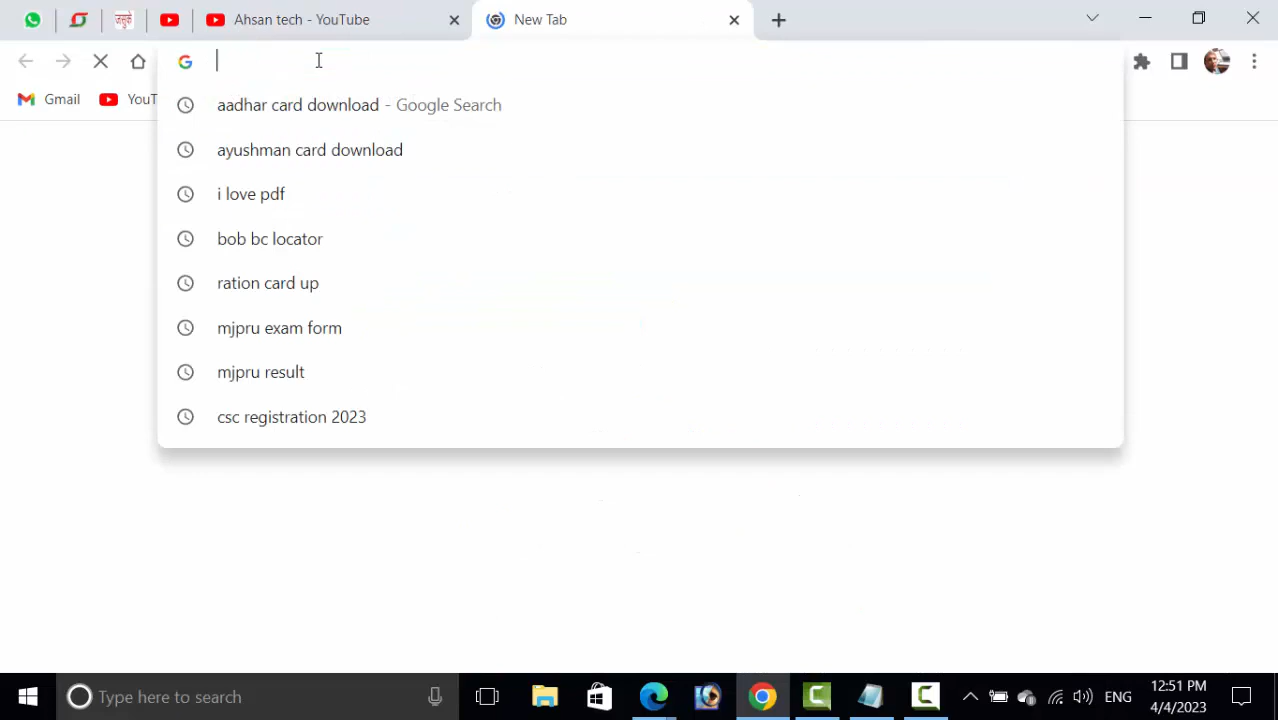 Ahsan tech - YouTube
New Tab
Gmail
YouT
aadhar card download - Google Search
ayushman card download
i love pdf
bob bc locator
ration card up
mjpru exam form
mjpru result
csc registration 2023
Type here to search
ENG
12:51 PM
4/4/2023